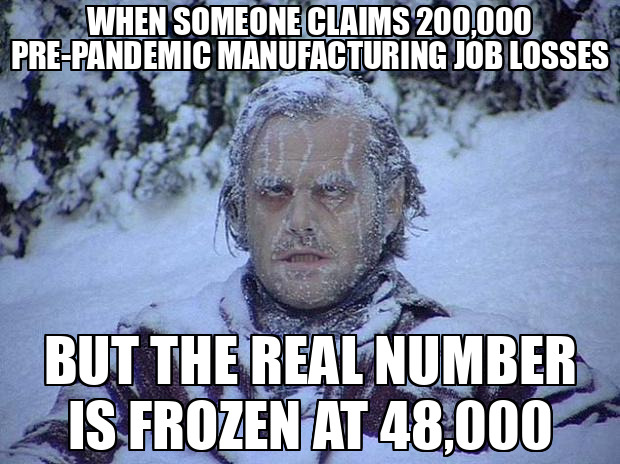 WHEN SOMEONE CLAIMS 200,000
PRE-PANDEMIC MANUFACTURING JOB LOSSES
BUT THE REAL NUMBER
IS FROZEN AT 48,000